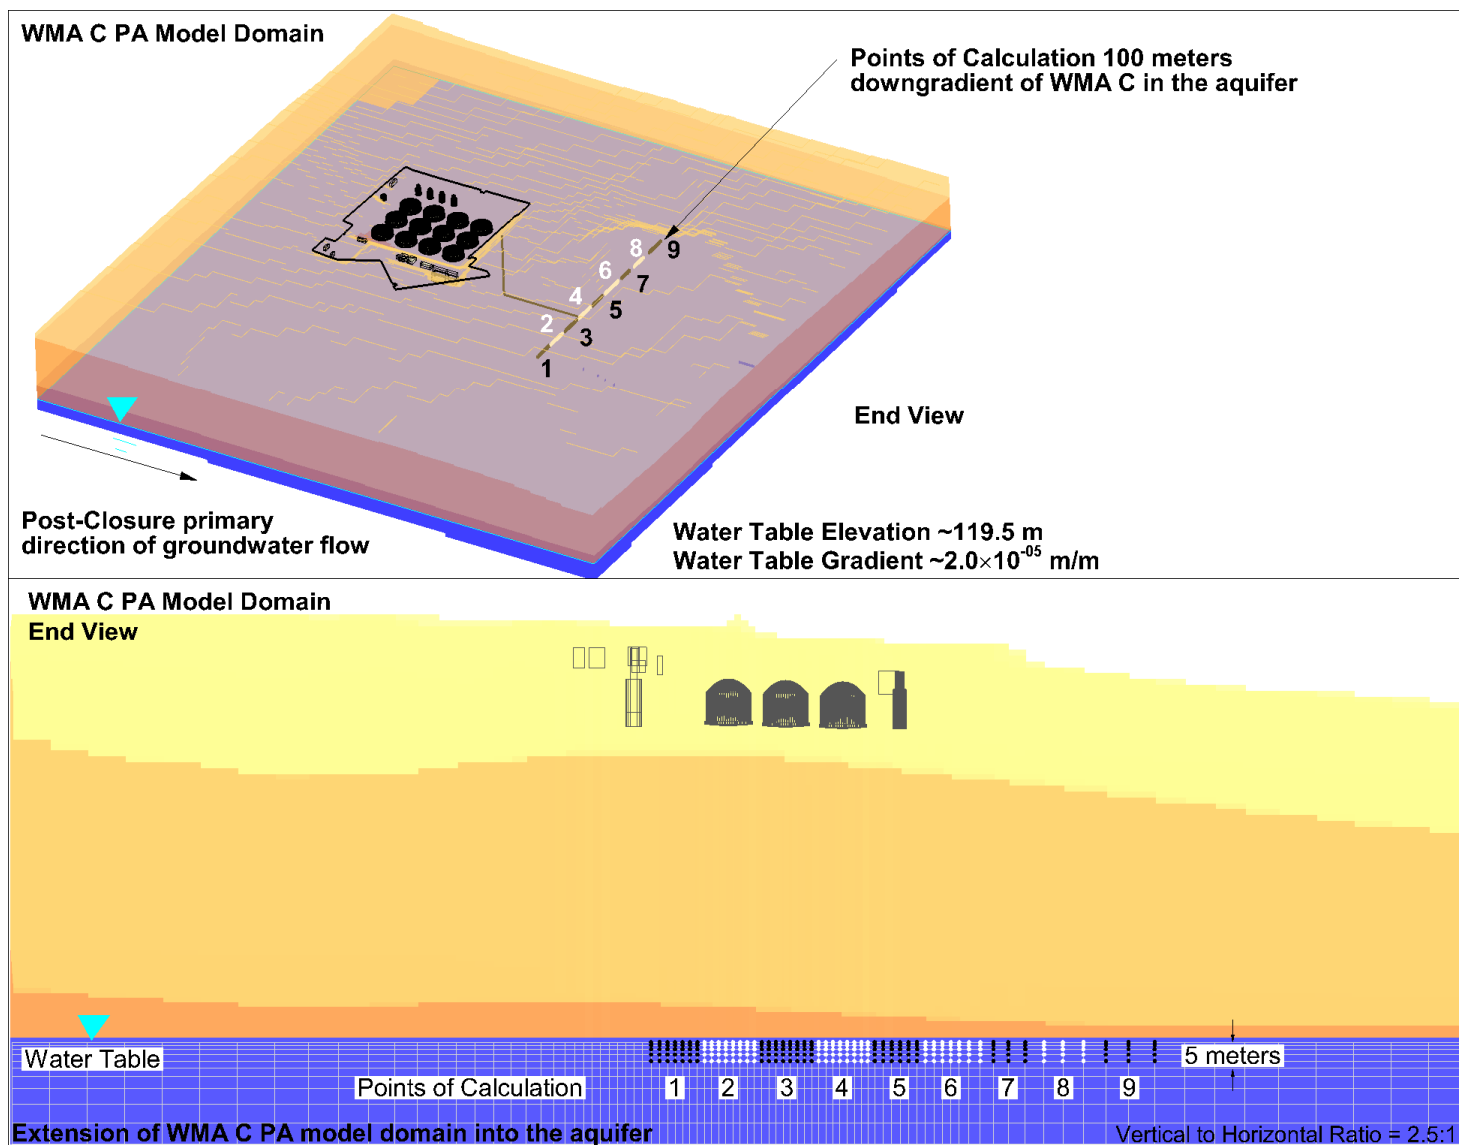 WMA C PA Model Domain
Points of Calculation 100 meters
downgradient of WMA C in the aquifer
8
9
6
7
4
5
2
3
1
End View
Post-Closure primary
direction of groundwater flow
Water Table Elevation ~119.5 m
Water Table Gradient ~2.0×10⁻⁰⁵ m/m
WMA C PA Model Domain
End View
Water Table
5 meters
Points of Calculation 1 2 3 4 5 6 7 8 9
Extension of WMA C PA model domain into the aquifer
Vertical to Horizontal Ratio = 2.5:1